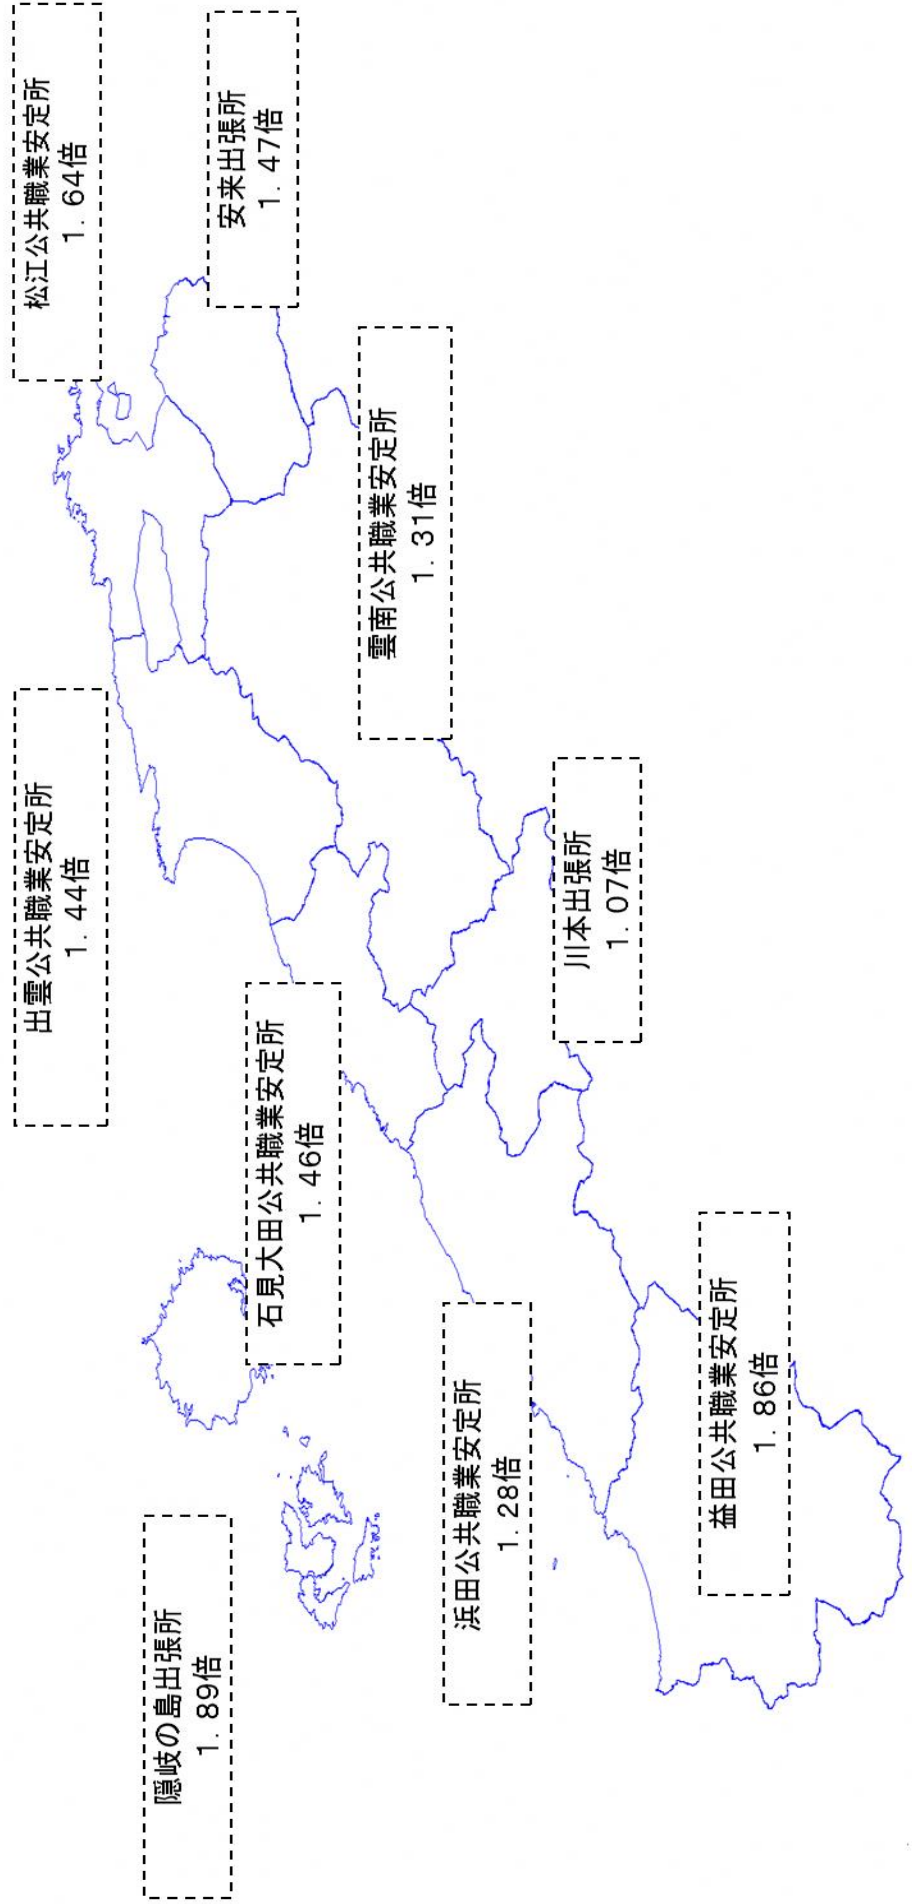 松江公共職業安定所
1.64倍
安来出張所
1.47倍
出雲公共職業安定所
1.44倍
雲南公共職業安定所
1.31倍
石見大田公共職業安定所
1.46倍
川本出張所
1.07倍
隠岐の島出張所
1.89倍
浜田公共職業安定所
1.28倍
益田公共職業安定所
1.86倍